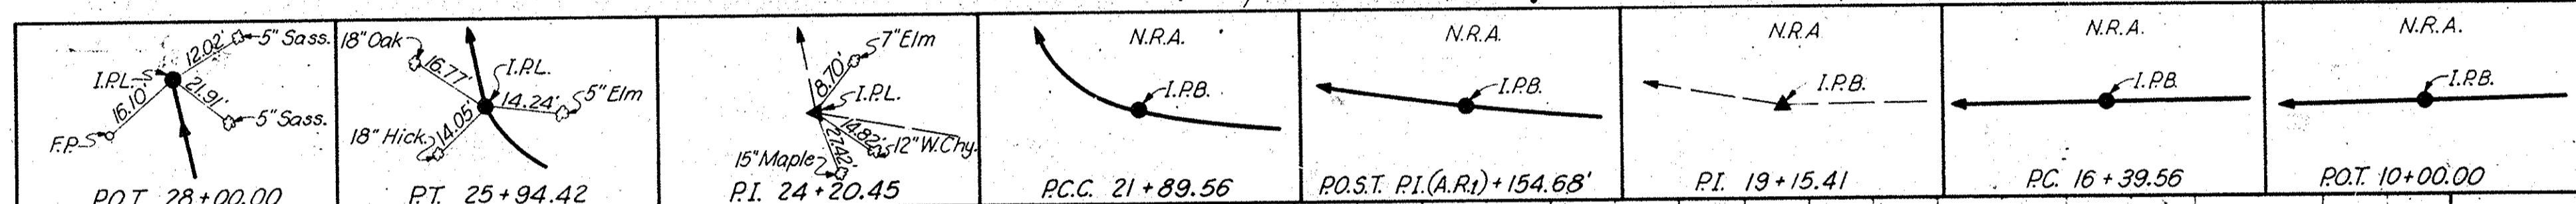 12.02'
5" Sass.
I.P.L.
16.10'
21.91'
5" Sass.
F.P.
P.O.T. 28+00.00
18" Oak
16.77'
I.P.L.
14.24'
5" Elm
14.05'
18" Hick.
P.T. 25+94.42
7" Elm
8.70'
I.P.L.
14.82'
12" W.Chy.
15" Maple
27.42'
P.I. 24+20.45
N.R.A.
I.P.B.
P.C.C. 21+89.56
N.R.A.
I.P.B.
P.O.S.T. P.I.(A.R.1)+154.68'
N.R.A
I.P.B.
P.I. 19+15.41
N.R.A.
I.P.B.
P.C. 16+39.56
N.R.A.
I.P.B.
P.O.T. 10+00.00